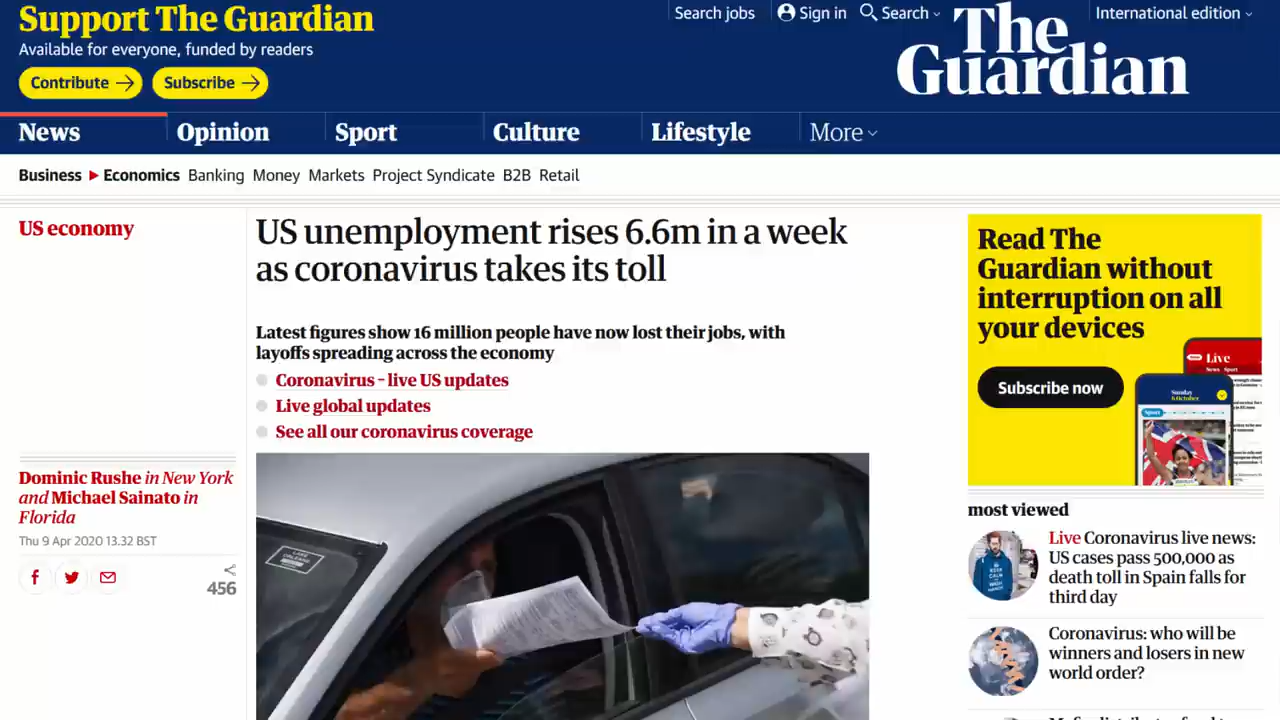 Support The Guardian
Available for everyone, funded by readers
Contribute
Subscribe
Search jobs
Sign in
Search
International edition
The
Guardian
News
Opinion
Sport
Culture
Lifestyle
More
Business
Economics
Banking
Money
Markets
Project Syndicate
B2B
Retail
US economy
US unemployment rises 6.6m in a week
as coronavirus takes its toll
Latest figures show 16 million people have now lost their jobs, with
layoffs spreading across the economy
Coronavirus – live US updates
Live global updates
See all our coronavirus coverage
Dominic Rushe in New York
and Michael Sainato in
Florida
Thu 9 Apr 2020 13.32 BST
456
Read The
Guardian without
interruption on all
your devices
Subscribe now
Live
News Sport
Sunday
6 October
Sport
most viewed
Live Coronavirus live news:
US cases pass 500,000 as
death toll in Spain falls for
third day
Coronavirus: who will be
winners and losers in new
world order?